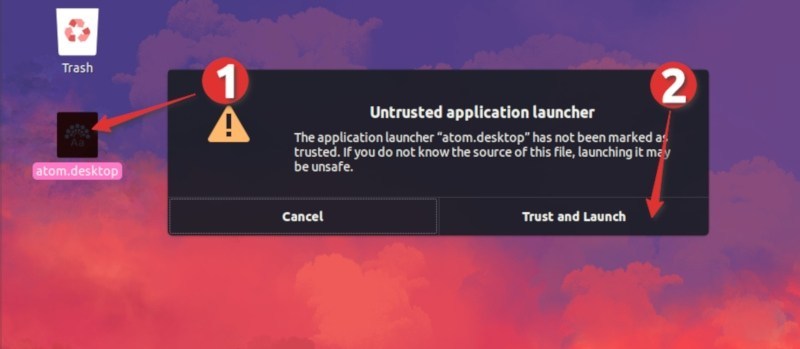 Trash
atom.desktop
1
2
Untrusted application launcher
The application launcher “atom.desktop” has not been marked as
trusted. If you do not know the source of this file, launching it may
be unsafe.
Cancel
Trust and Launch